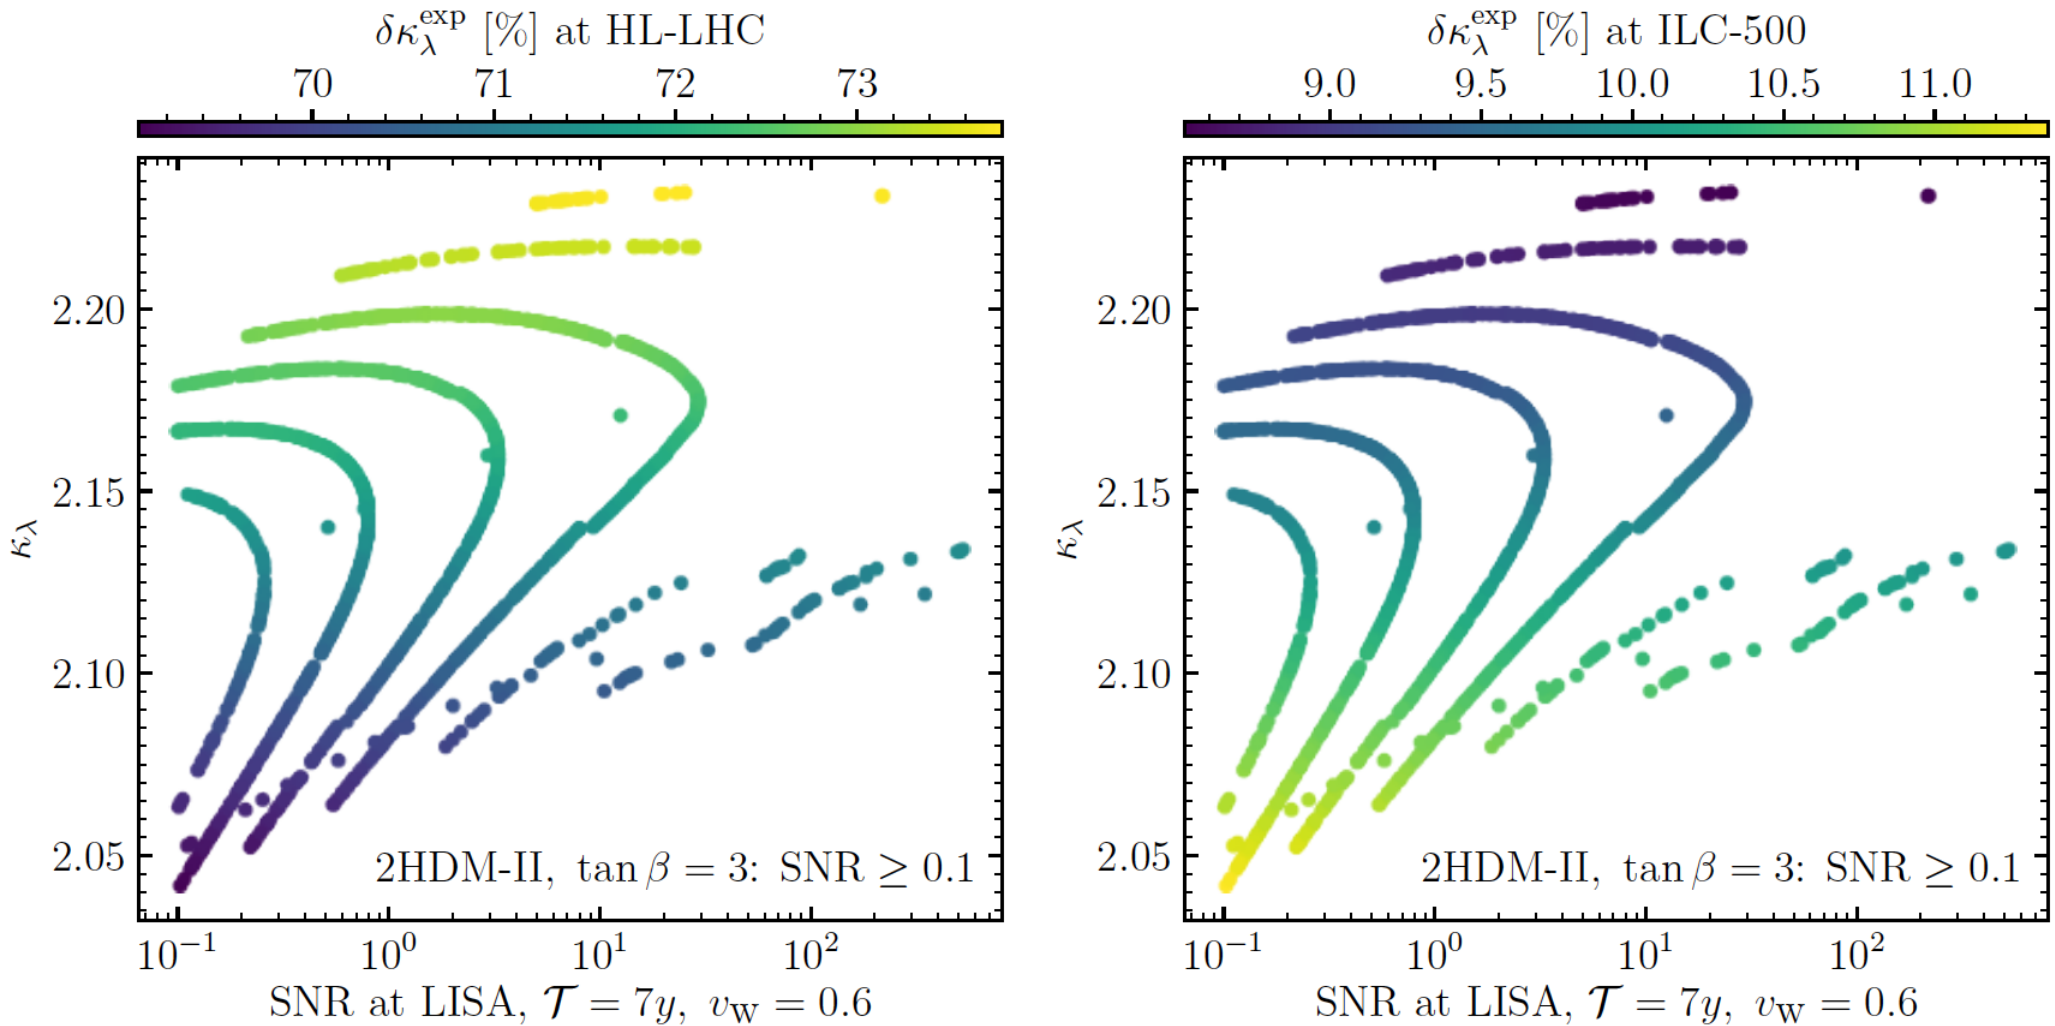 δκ_λ^exp [%] at HL-LHC
70 71 72 73
κ_λ
2.20
2.15
2.10
2.05
2HDM-II, tan β = 3: SNR ≥ 0.1
10^−1 10^0 10^1 10^2
SNR at LISA, 𝒯 = 7y, v_W = 0.6
δκ_λ^exp [%] at ILC-500
9.0 9.5 10.0 10.5 11.0
κ_λ
2.20
2.15
2.10
2.05
2HDM-II, tan β = 3: SNR ≥ 0.1
10^−1 10^0 10^1 10^2
SNR at LISA, 𝒯 = 7y, v_W = 0.6